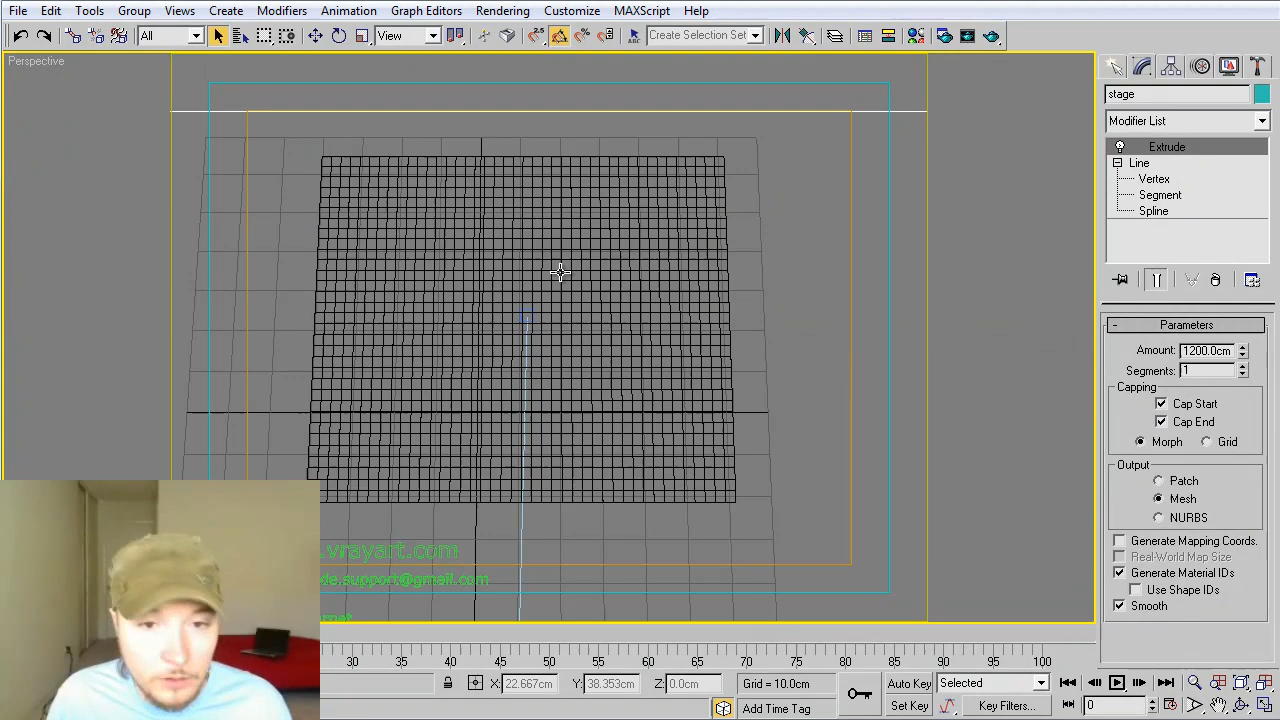 File Edit Tools Group Views Create Modifiers Animation Graph Editors Rendering Customize MAXScript Help
All View 2.5 Create Selection Set
Perspective
stage
Modifier List
Extrude
Line
Vertex
Segment
Spline
Parameters
Amount: 1200.0cm
Segments: 1
Capping
Cap Start
Cap End
Morph Grid
Output
Patch
Mesh
NURBS
Generate Mapping Coords.
Real-World Map Size
Generate Material IDs
Use Shape IDs
Smooth
.vrayart.com
de.support@gmail.com
30 35 40 45 50 55 60 65 70 75 80 85 90 95 100
X: 22.667cm Y: 38.353cm Z: 0.0cm Grid = 10.0cm Auto Key Selected
Add Time Tag Set Key Key Filters... 0